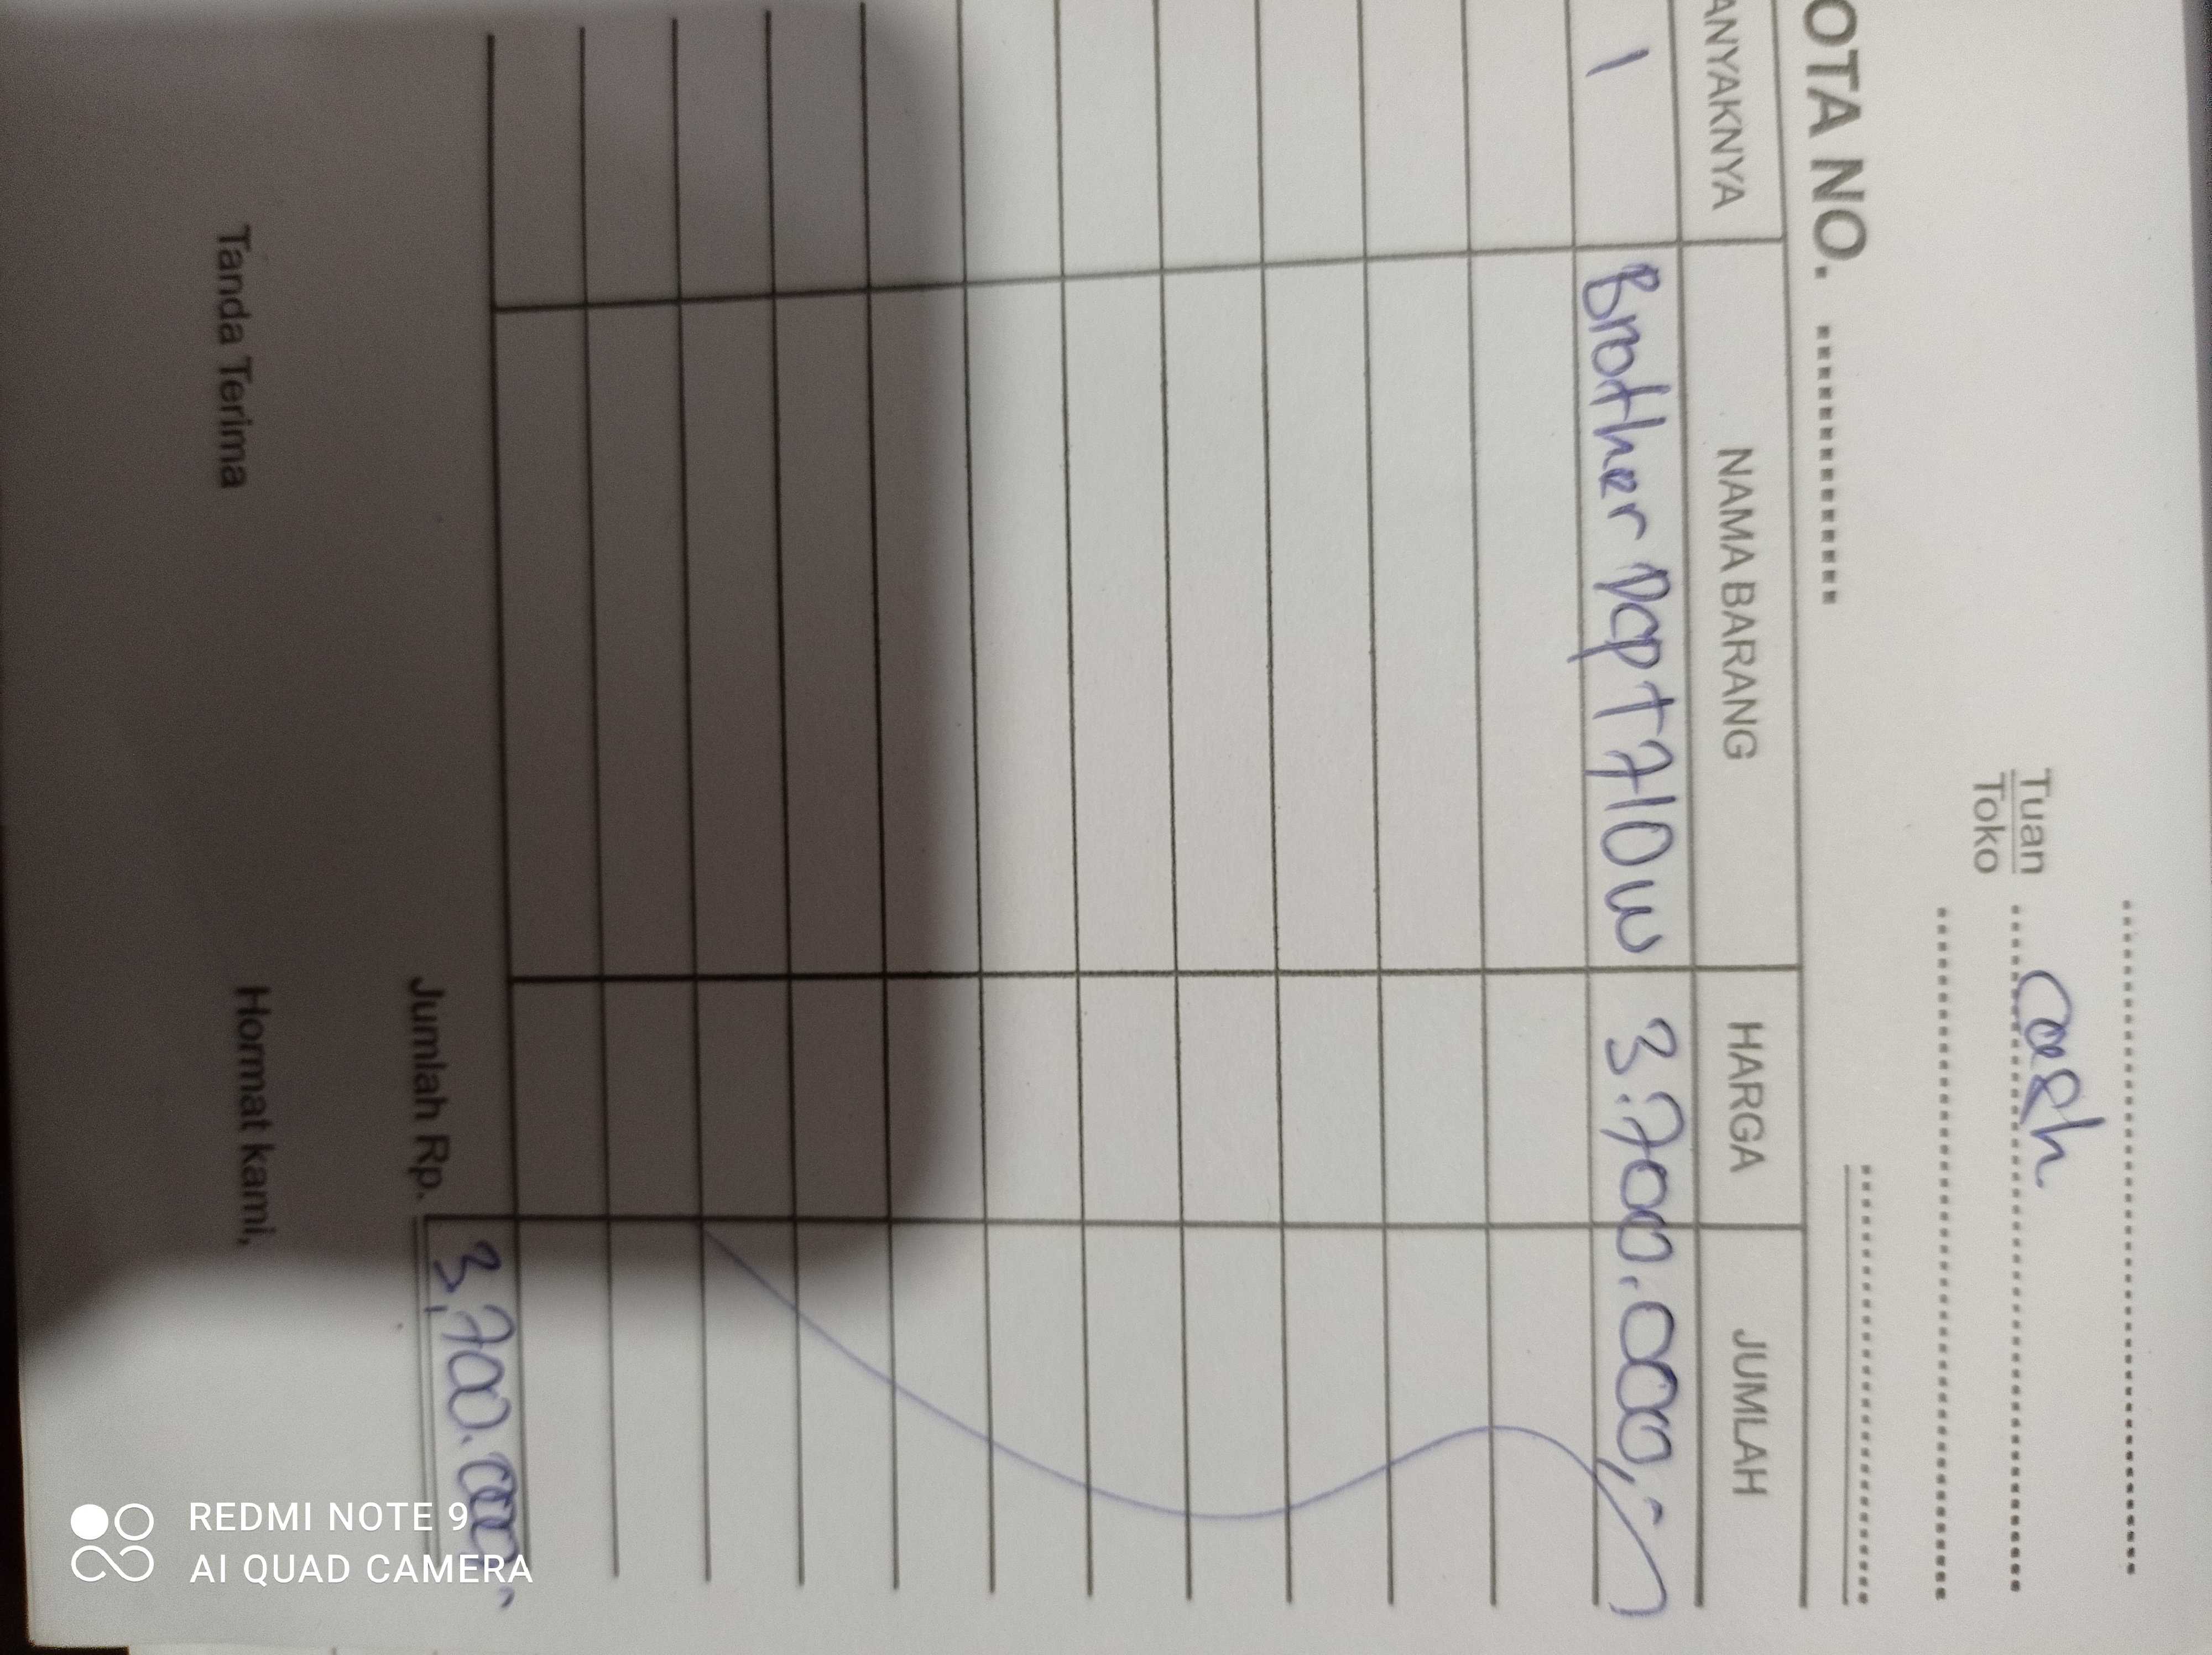 Tuan
Toko
Cash
OTA NO.
ANYAKNYA NAMA BARANG HARGA JUMLAH
1 Brother Dcp T710w 3.700.000,-
Jumlah Rp. 3,700.000,-
Tanda Terima Hormat kami,
REDMI NOTE 9
AI QUAD CAMERA